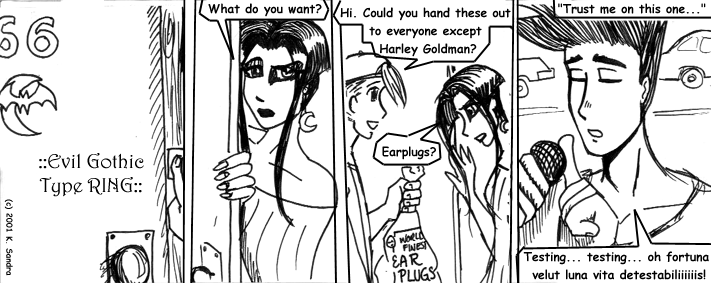 66
::Evil Gothic
Type RING::
(c) 2001 K. Sandra
What do you want?
Hi. Could you hand these out
to everyone except
Harley Goldman?
Earplugs?
WORLD
FINEST
EAR
PLUGS
"Trust me on this one..."
Testing... testing... oh fortuna
velut luna vita detestabiliiiiiis!